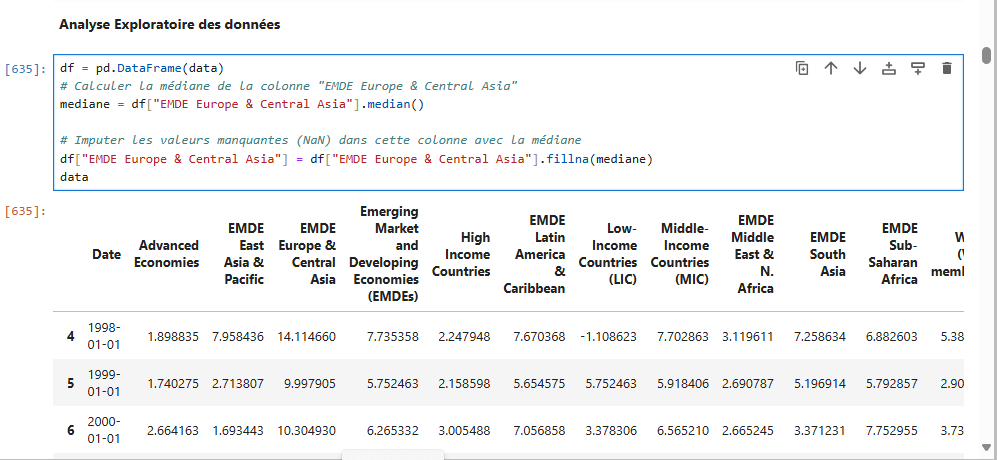 Analyse Exploratoire des données
[635]:
df = pd.DataFrame(data)
# Calculer la médiane de la colonne "EMDE Europe & Central Asia"
mediane = df["EMDE Europe & Central Asia"].median()
# Imputer les valeurs manquantes (NaN) dans cette colonne avec la médiane
df["EMDE Europe & Central Asia"] = df["EMDE Europe & Central Asia"].fillna(mediane)
data
[635]:
Date
Advanced
Economies
EMDE
East
Asia &
Pacific
EMDE
Europe &
Central
Asia
Emerging
Market
and
Developing
Economies
(EMDEs)
High
Income
Countries
EMDE
Latin
America
&
Caribbean
Low-
Income
Countries
(LIC)
Middle-
Income
Countries
(MIC)
EMDE
Middle
East &
N.
Africa
EMDE
South
Asia
EMDE
Sub-
Saharan
Africa
4 1998-01-01 1.898835 7.958436 14.114660 7.735358 2.247948 7.670368 -1.108623 7.702863 3.119611 7.258634 6.882603 5.38
5 1999-01-01 1.740275 2.713807 9.997905 5.752463 2.158598 5.654575 5.752463 5.918406 2.690787 5.196914 5.792857 2.90
6 2000-01-01 2.664163 1.693443 10.304930 6.265332 3.005488 7.056858 3.378306 6.565210 2.665245 3.371231 7.752955 3.73